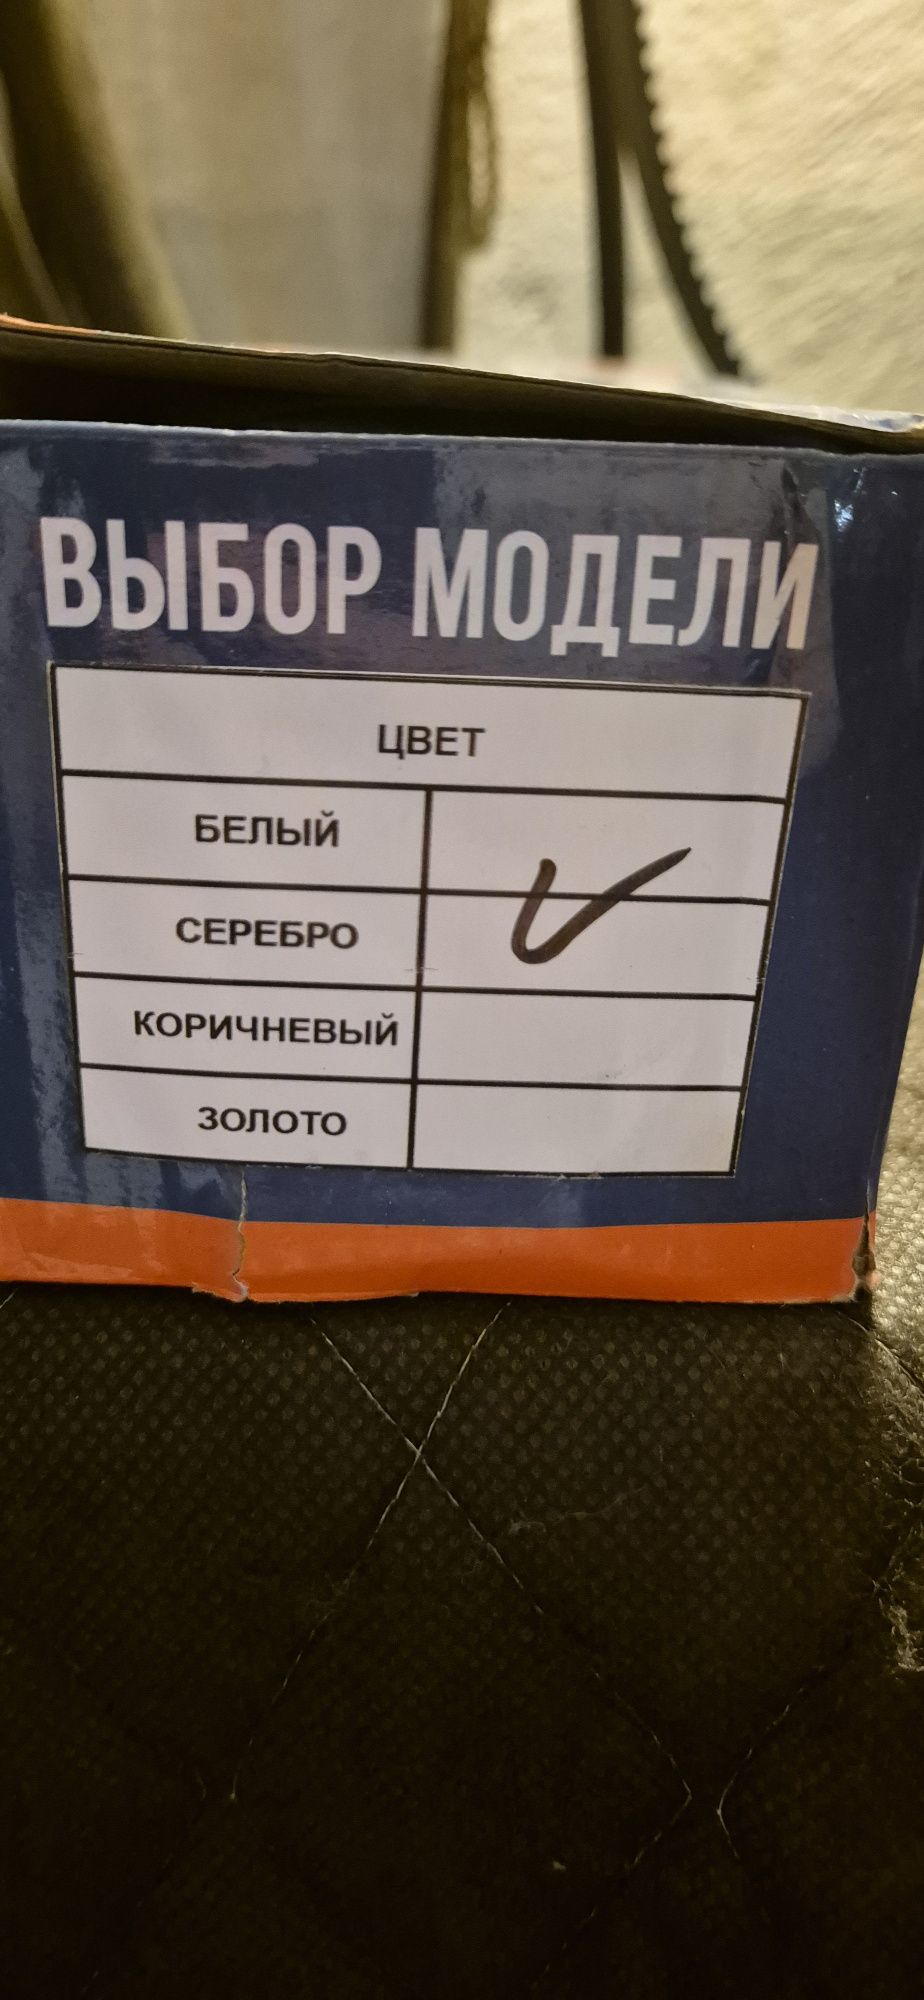 ВЫБОР МОДЕЛИ
ЦВЕТ
БЕЛЫЙ
СЕРЕБРО
КОРИЧНЕВЫЙ
ЗОЛОТО